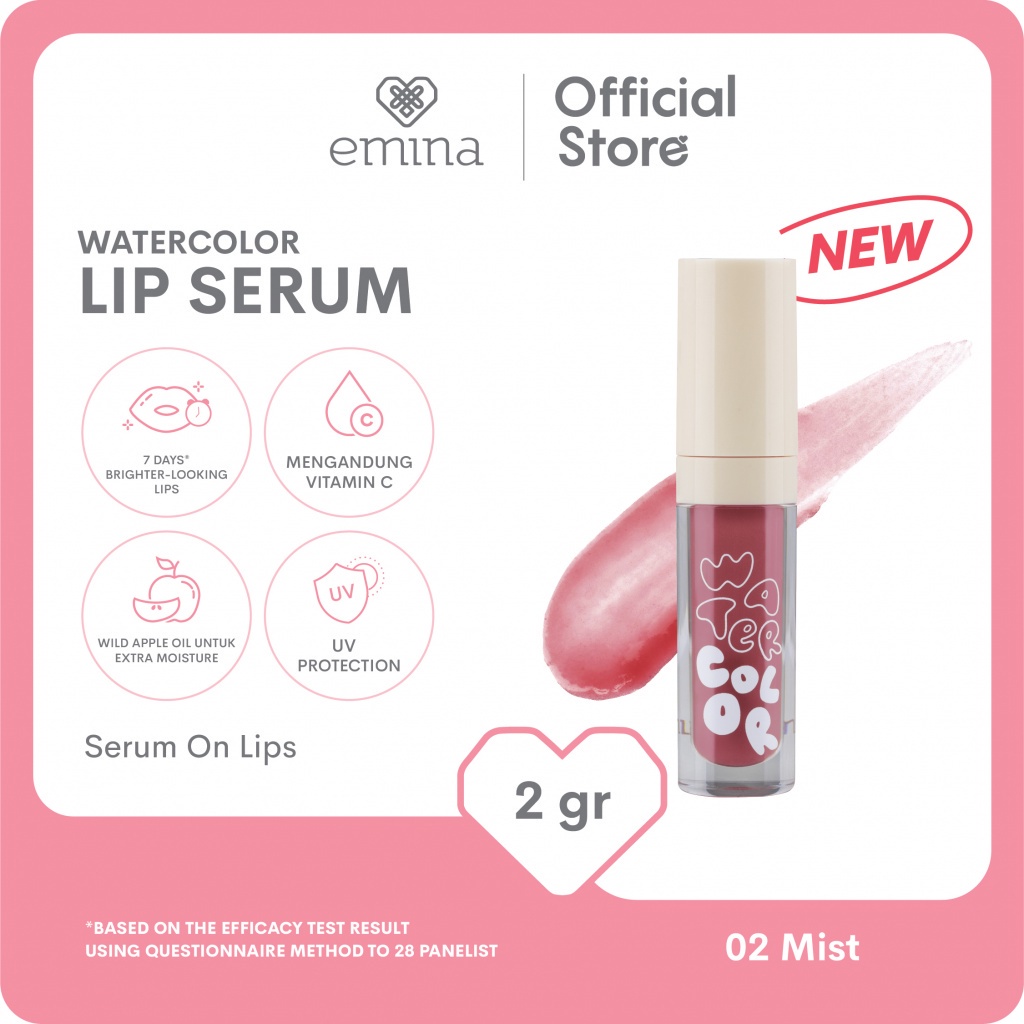 emina
Official
Store
WATERCOLOR
LIP SERUM
NEW
7 DAYS*
BRIGHTER-LOOKING
LIPS
C
MENGANDUNG
VITAMIN C
WILD APPLE OIL UNTUK
EXTRA MOISTURE
UV
UV
PROTECTION
WATER
COLOR
Serum On Lips
2 gr
*BASED ON THE EFFICACY TEST RESULT
USING QUESTIONNAIRE METHOD TO 28 PANELIST
02 Mist